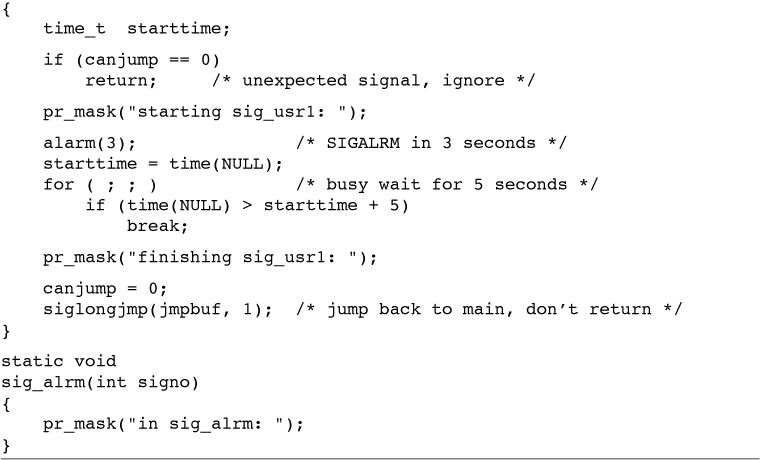 {
    time_t  starttime;
    if (canjump == 0)
        return;     /* unexpected signal, ignore */
    pr_mask("starting sig_usr1: ");
    alarm(3);               /* SIGALRM in 3 seconds */
    starttime = time(NULL);
    for ( ; ; )             /* busy wait for 5 seconds */
        if (time(NULL) > starttime + 5)
            break;
    pr_mask("finishing sig_usr1: ");
    canjump = 0;
    siglongjmp(jmpbuf, 1);  /* jump back to main, don’t return */
}
static void
sig_alrm(int signo)
{
    pr_mask("in sig_alrm: ");
}